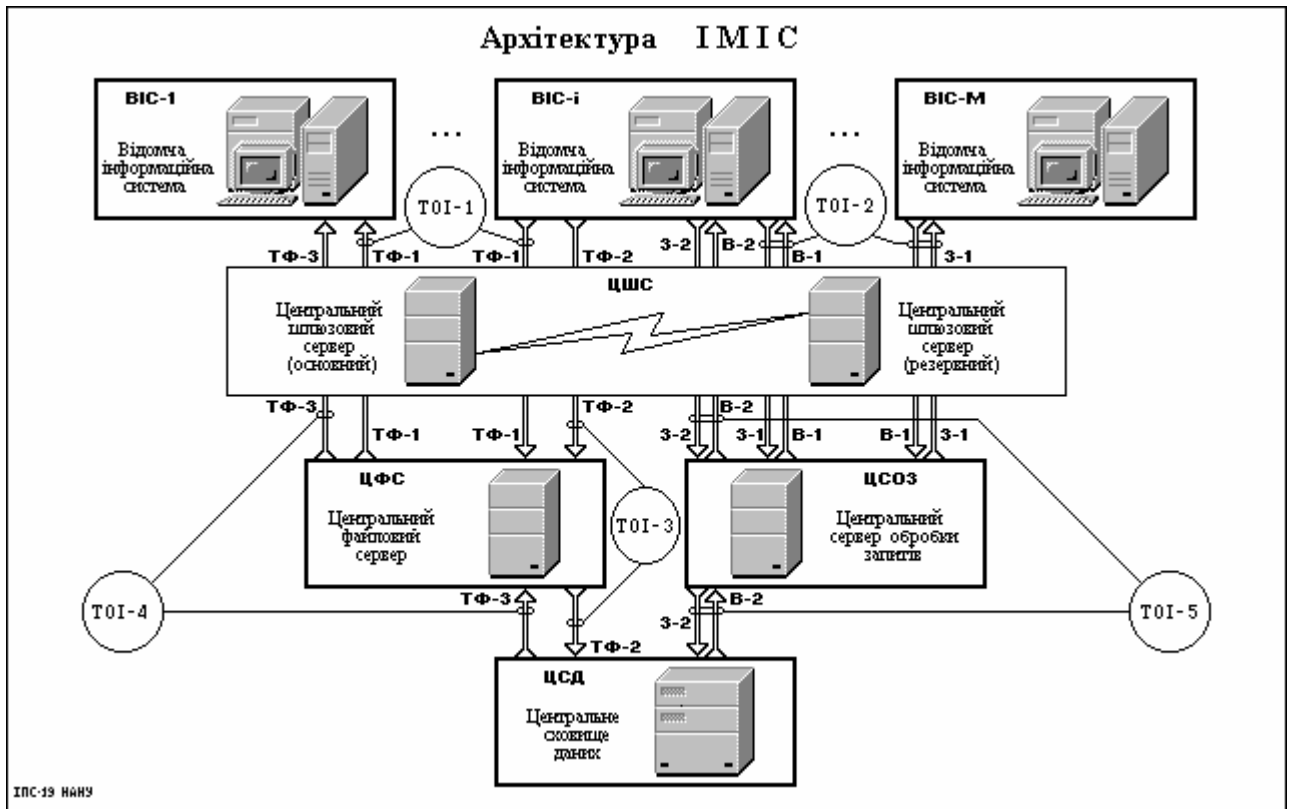 Архітектура ІМІС
ВІС-1
Відомча
інформаційна
система
...
ВІС-i
Відомча
інформаційна
система
...
ВІС-М
Відомча
інформаційна
система
ТОІ-1
ТОІ-2
ТФ-3
ТФ-1
ТФ-1
ТФ-2
З-2
В-2
В-1
З-1
ЦШС
Центральний
шлюзовий
сервер
(основний)
Центральний
шлюзовий
сервер
(резервний)
ТФ-3
ТФ-1
ТФ-1
ТФ-2
З-2
В-2
З-1
В-1
В-1
З-1
ЦФС
Центральний
файловий
сервер
ТОІ-3
ЦСОЗ
Центральний
сервер обробки
запитів
ТОІ-4
ТФ-3
ТФ-2
З-2
В-2
ТОІ-5
ЦСД
Центральне
сховище
даних
ІПС-19 НАНУ